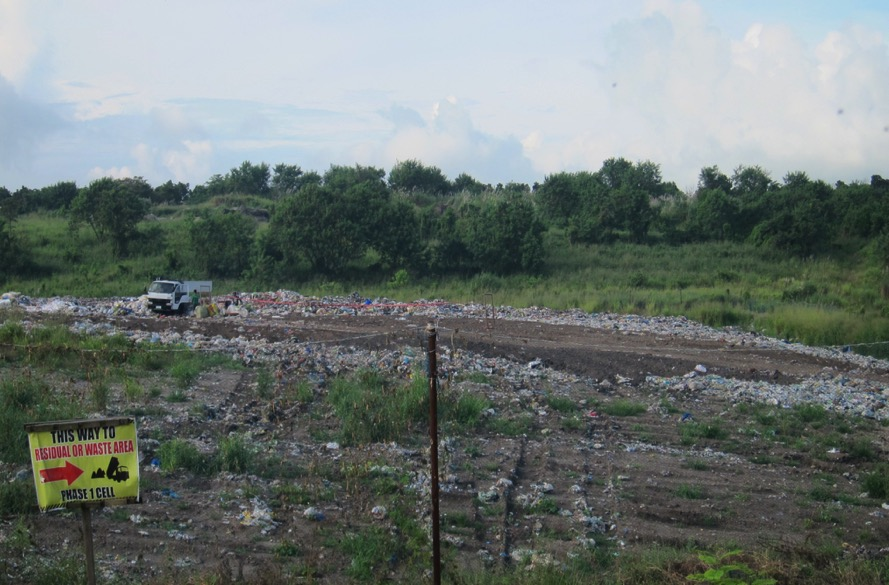 THIS WAY TO
RESIDUAL OR WASTE AREA
PHASE 1 CELL